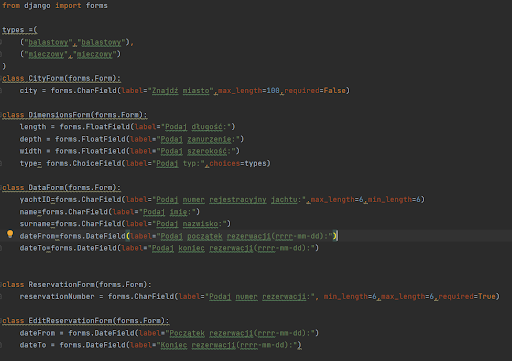 from django import forms
types =(
("balastowy","balastowy"),
("mieczowy","mieczowy")
)
class CityForm(forms.Form):
city = forms.CharField(label="Znajdź miasto",max_length=100,required=False)
class DimensionsForm(forms.Form):
length = forms.FloatField(label="Podaj długość:")
depth = forms.FloatField(label="Podaj zanurzenie:")
width = forms.FloatField(label="Podaj szerokość:")
type= forms.ChoiceField(label="Podaj typ:",choices=types)
class DataForm(forms.Form):
yachtID=forms.CharField(label="Podaj numer rejestracyjny jachtu:",max_length=6,min_length=6)
name=forms.CharField(label="Podaj imię:")
surname=forms.CharField(label="Podaj nazwisko:")
dateFrom=forms.DateField(label="Podaj początek rezerwacji(rrrr-mm-dd):")
dateTo=forms.DateField(label="Podaj koniec rezerwacji(rrrr-mm-dd):")
class ReservationForm(forms.Form):
reservationNumber = forms.CharField(label="Podaj numer rezerwacji:", min_length=6,max_length=6,required=True)
class EditReservationForm(forms.Form):
dateFrom = forms.DateField(label="Początek rezerwacji(rrrr-mm-dd):")
dateTo = forms.DateField(label="Koniec rezerwacji(rrrr-mm-dd):")